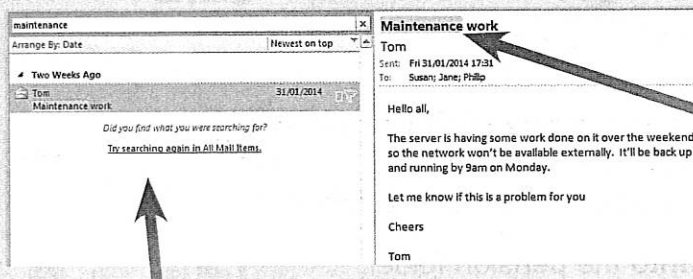 maintenance
Arrange By: Date Newest on top
Two Weeks Ago
Tom 31/01/2014
Maintenance work
Did you find what you were searching for?
Try searching again in All Mail Items.
Maintenance work
Tom
Sent: Fri 31/01/2014 17:31
To: Susan; Jane; Philip
Hello all,
The server is having some work done on it over the weekend
so the network won't be available externally. It'll be back up
and running by 9am on Monday.
Let me know if this is a problem for you
Cheers
Tom